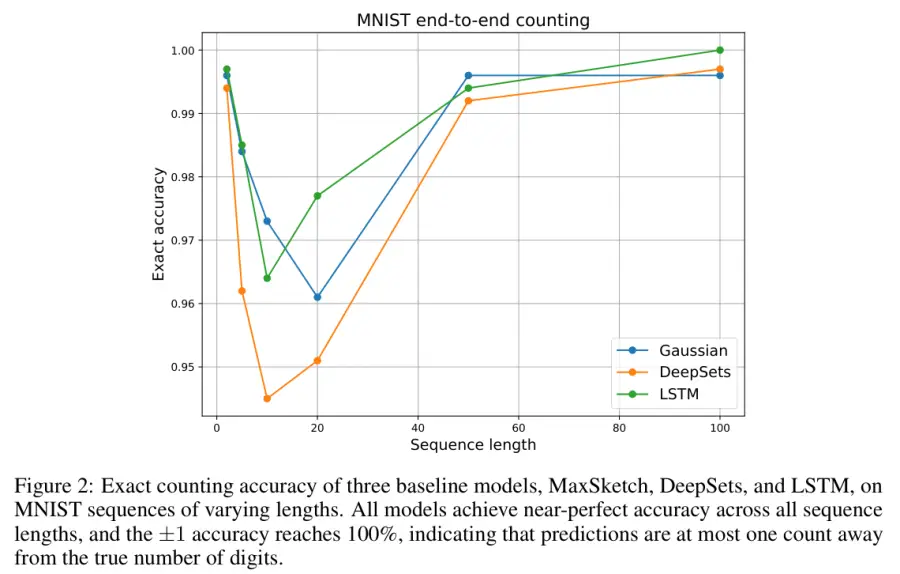 MNIST end-to-end counting
1.00
0.99
0.98
0.97
0.96
0.95
Exact accuracy
0
20
40
60
80
100
Sequence length
Gaussian
DeepSets
LSTM
Figure 2: Exact counting accuracy of three baseline models, MaxSketch, DeepSets, and LSTM, on
MNIST sequences of varying lengths. All models achieve near-perfect accuracy across all sequence
lengths, and the ±1 accuracy reaches 100%, indicating that predictions are at most one count away
from the true number of digits.